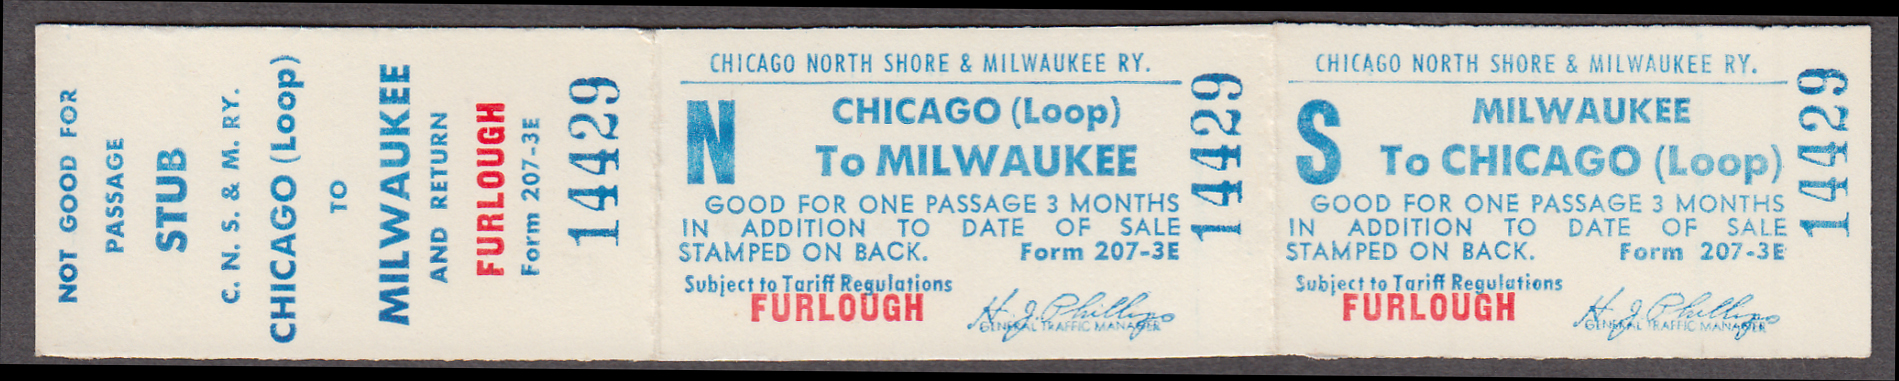 NOT GOOD FOR
PASSAGE
STUB
C. N. S. & M. RY.
CHICAGO (Loop)
TO
MILWAUKEE
AND RETURN
FURLOUGH
Form 207-3E
14429
CHICAGO NORTH SHORE & MILWAUKEE RY.
N
CHICAGO (Loop)
To MILWAUKEE
GOOD FOR ONE PASSAGE 3 MONTHS
IN ADDITION TO DATE OF SALE
STAMPED ON BACK. Form 207-3E
Subject to Tariff Regulations
FURLOUGH
H. J. Phillips
GENERAL TRAFFIC MANAGER
14429
CHICAGO NORTH SHORE & MILWAUKEE RY.
S
MILWAUKEE
To CHICAGO (Loop)
GOOD FOR ONE PASSAGE 3 MONTHS
IN ADDITION TO DATE OF SALE
STAMPED ON BACK. Form 207-3E
Subject to Tariff Regulations
FURLOUGH
H. J. Phillips
GENERAL TRAFFIC MANAGER
14429